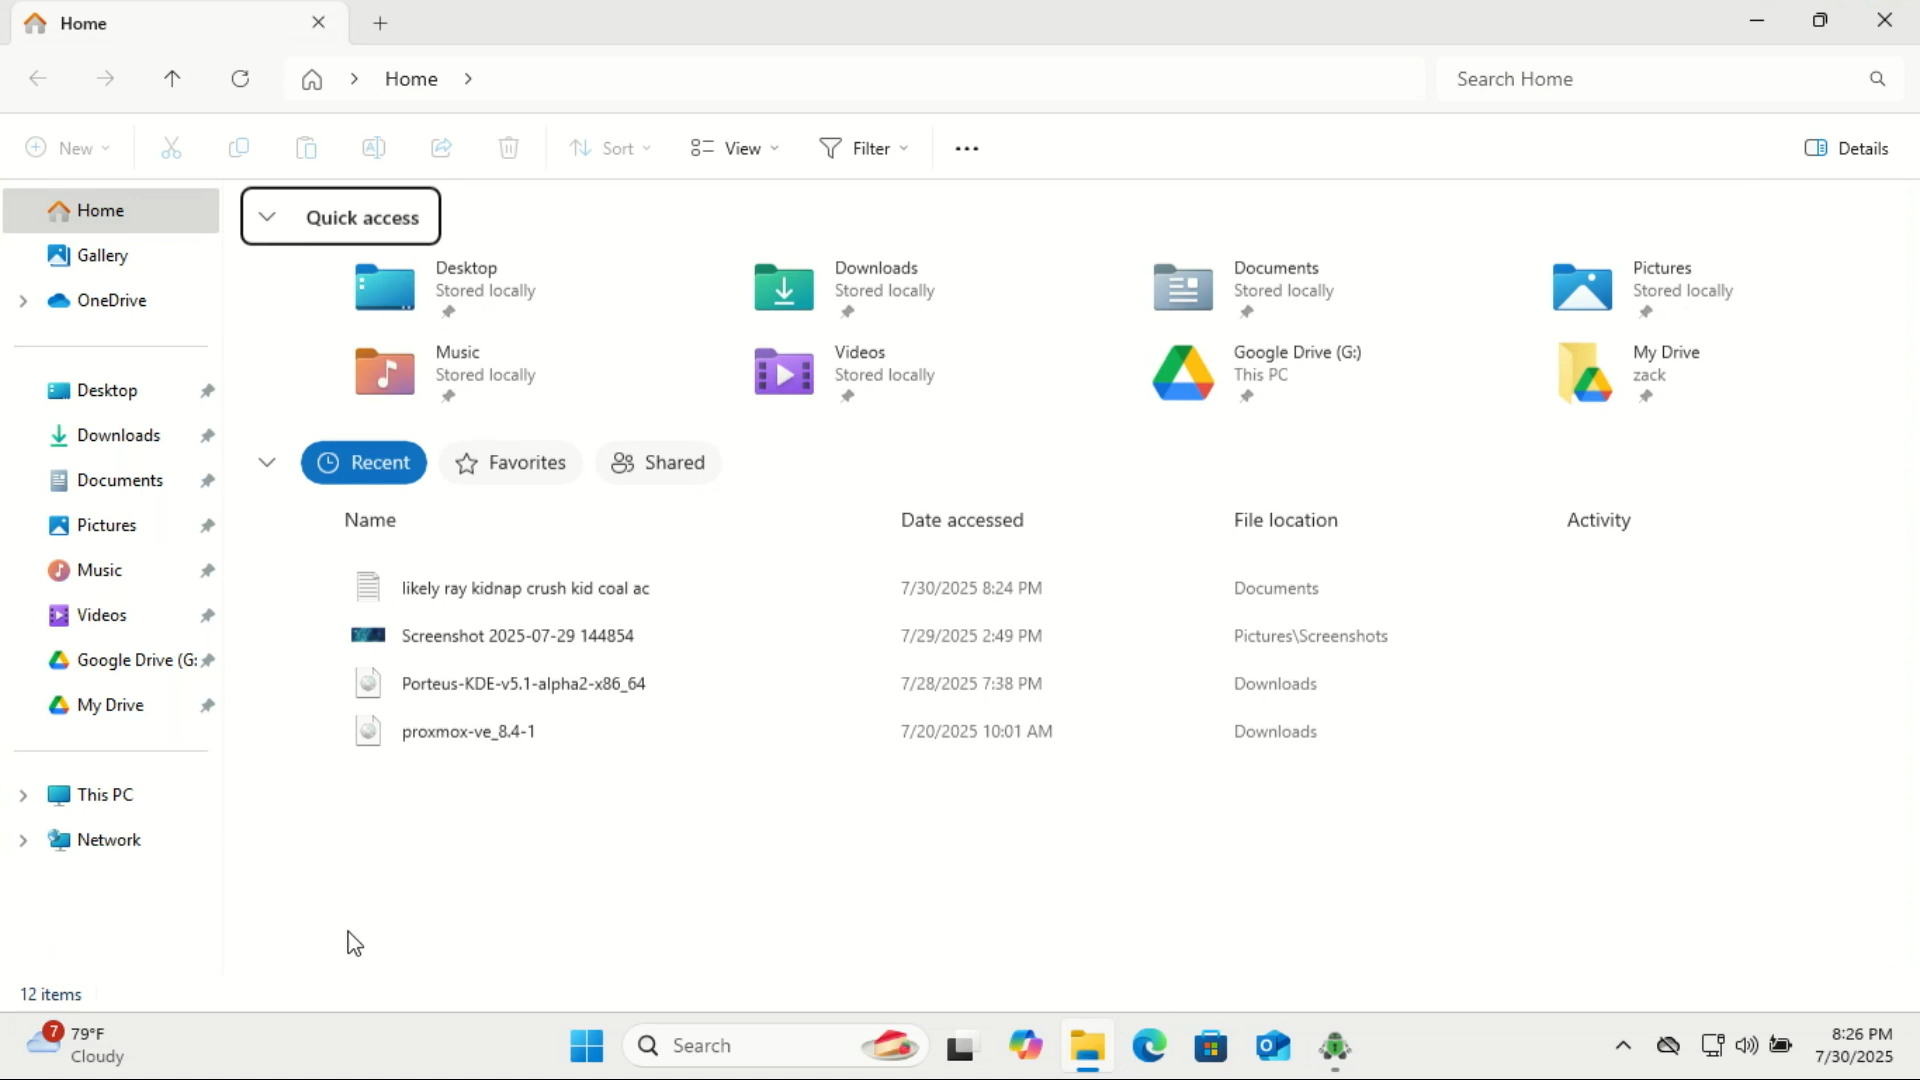 Home
Home
Search Home
New
Sort
View
Filter
Details
Home
Gallery
OneDrive
Desktop
Downloads
Documents
Pictures
Music
Videos
Google Drive (G:
My Drive
This PC
Network
Quick access
Desktop
Stored locally
Downloads
Stored locally
Documents
Stored locally
Pictures
Stored locally
Music
Stored locally
Videos
Stored locally
Google Drive (G:)
This PC
My Drive
zack
Recent
Favorites
Shared
Name Date accessed File location Activity
likely ray kidnap crush kid coal ac 7/30/2025 8:24 PM Documents
Screenshot 2025-07-29 144854 7/29/2025 2:49 PM Pictures\Screenshots
Porteus-KDE-v5.1-alpha2-x86_64 7/28/2025 7:38 PM Downloads
proxmox-ve_8.4-1 7/20/2025 10:01 AM Downloads
12 items
7
79°F
Cloudy
Search
8:26 PM
7/30/2025